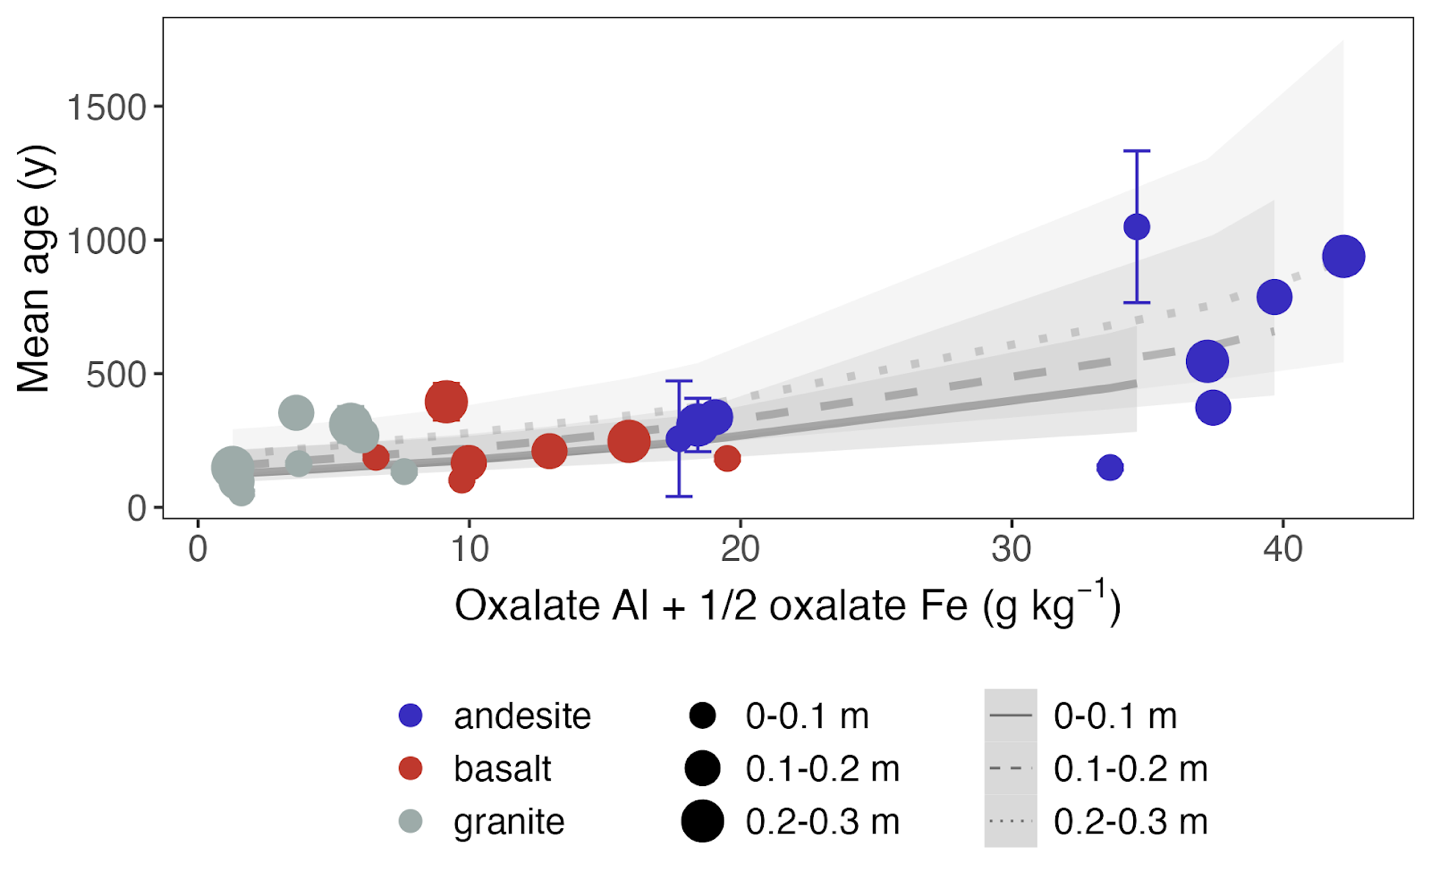 Mean age (y)
1500
1000
500
0
0 10 20 30 40
Oxalate Al + 1/2 oxalate Fe (g kg⁻¹)
andesite 0-0.1 m 0-0.1 m
basalt 0.1-0.2 m 0.1-0.2 m
granite 0.2-0.3 m 0.2-0.3 m